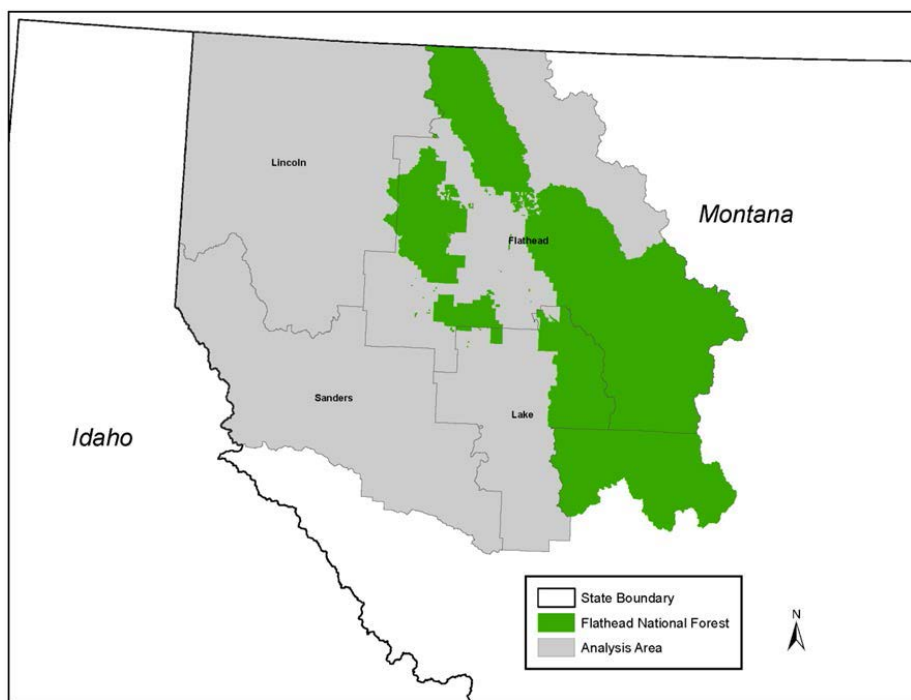 Lincoln
Montana
Flathead
Sanders
Lake
Idaho
State Boundary
Flathead National Forest
Analysis Area
N